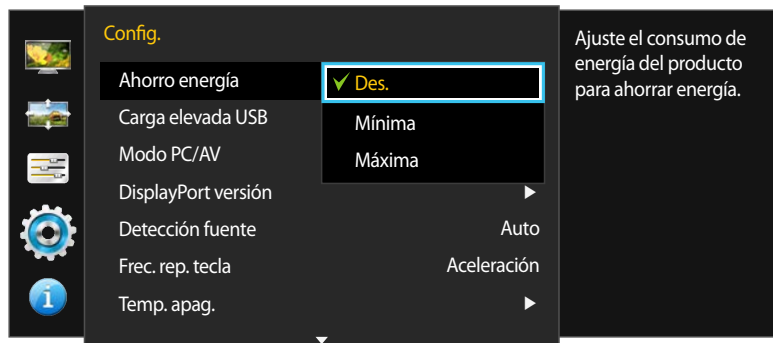 Config.
Ahorro energía
Des.
Carga elevada USB
Mínima
Modo PC/AV
Máxima
DisplayPort versión
Detección fuente
Auto
Frec. rep. tecla
Aceleración
Temp. apag.
Ajuste el consumo de
energía del producto
para ahorrar energía.
i